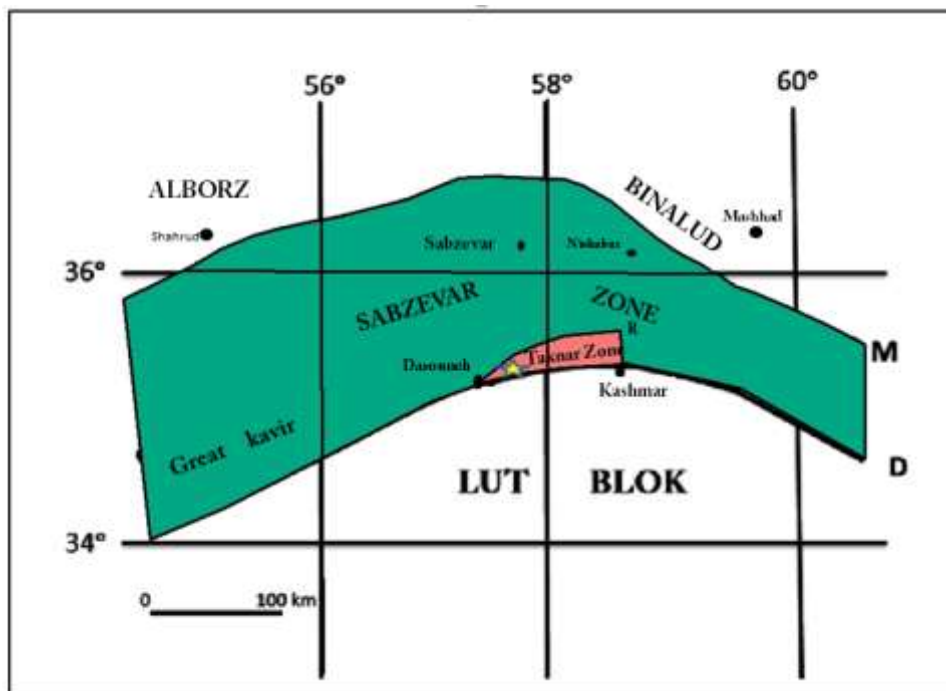 56°
58°
60°
ALBORZ
BINALUD
Mashhad
Shahrud
Sabzevar
36°
SABZEVAR ZONE
R
M
Taknar Zone
Kashmar
Great kavir
D
LUT BLOK
34°
0 100 km